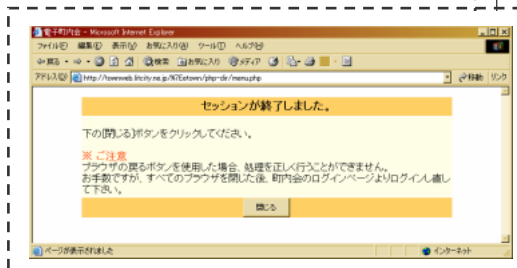 電子町内会 - Microsoft Internet Explorer
ファイル(F) 編集(E) 表示(V) お気に入り(A) ツール(T) ヘルプ(H)
戻る 検索 お気に入り メディア
アドレス(D) http://townweb.litcity.ne.jp/%7Eetown/php-dir/menu.php 移動 リンク
セッションが終了しました。
下の[閉じる]ボタンをクリックしてください。
※ ご注意
ブラウザの戻るボタンを使用した場合、処理を正しく行うことができません。
お手数ですが、すべてのブラウザを閉じた後、町内会のログインページよりログインし直し
て下さい。
閉じる
ページが表示されました インターネット